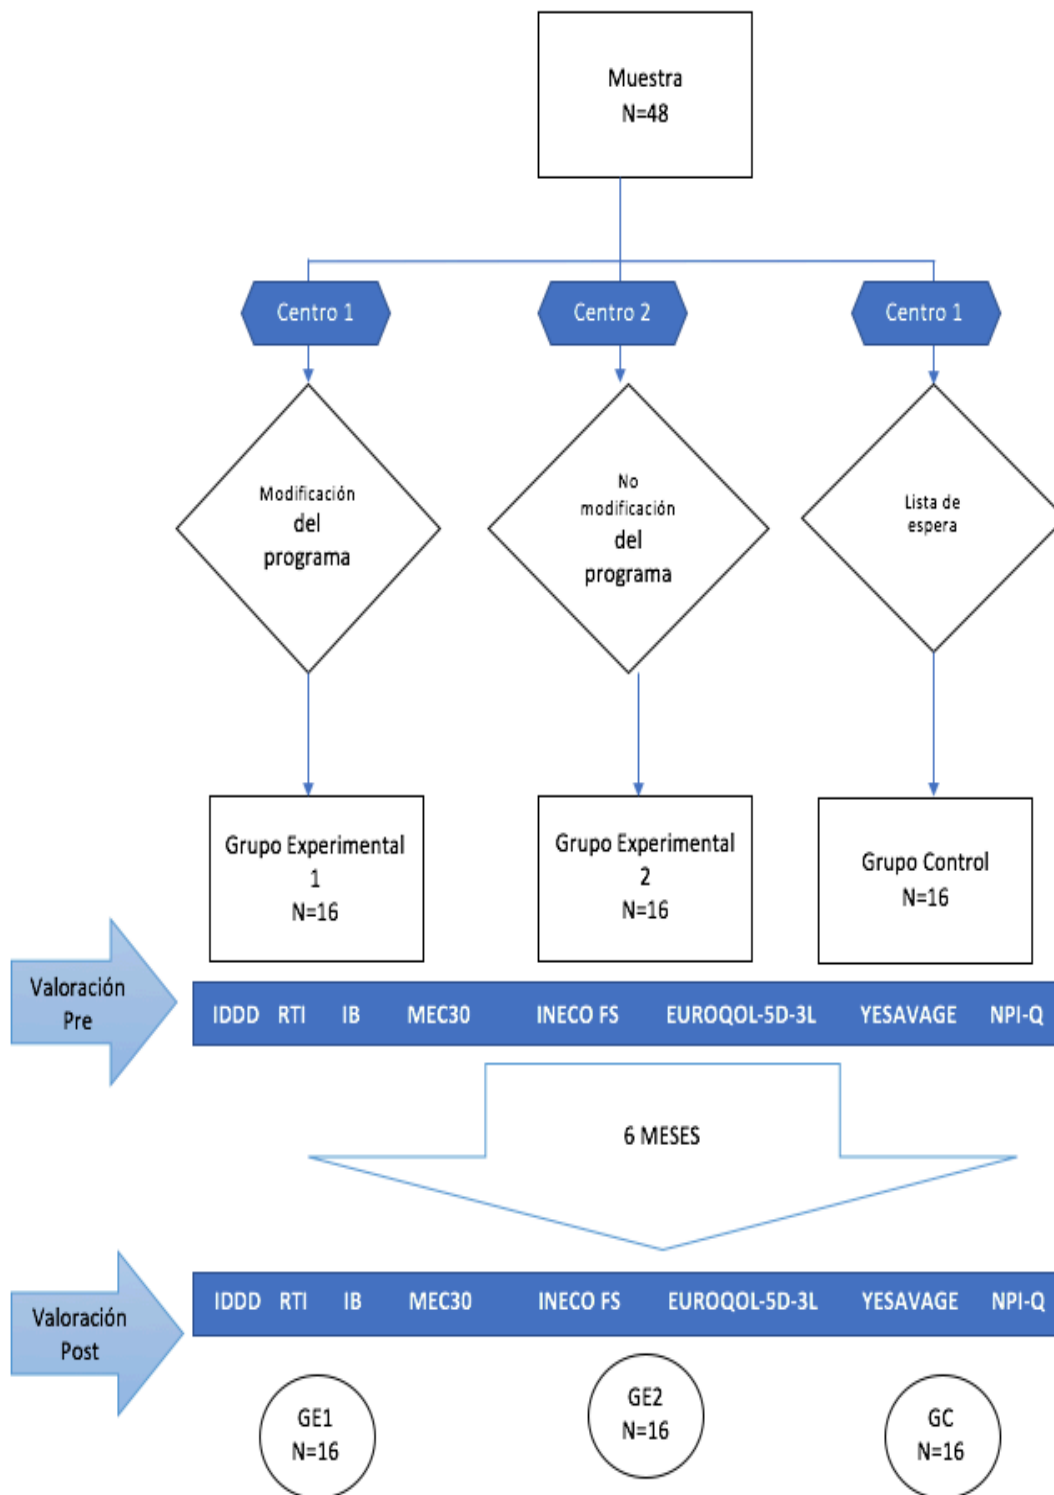 Muestra
N=48
Centro 1
Centro 2
Centro 1
Modificación
del
programa
No
modificación
del
programa
Lista de
espera
Grupo Experimental
1
N=16
Grupo Experimental
2
N=16
Grupo Control
N=16
Valoración
Pre
IDDD RTI IB MEC30 INECO FS EUROQOL-5D-3L YESAVAGE NPI-Q
6 MESES
Valoración
Post
IDDD RTI IB MEC30 INECO FS EUROQOL-5D-3L YESAVAGE NPI-Q
GE1
N=16
GE2
N=16
GC
N=16